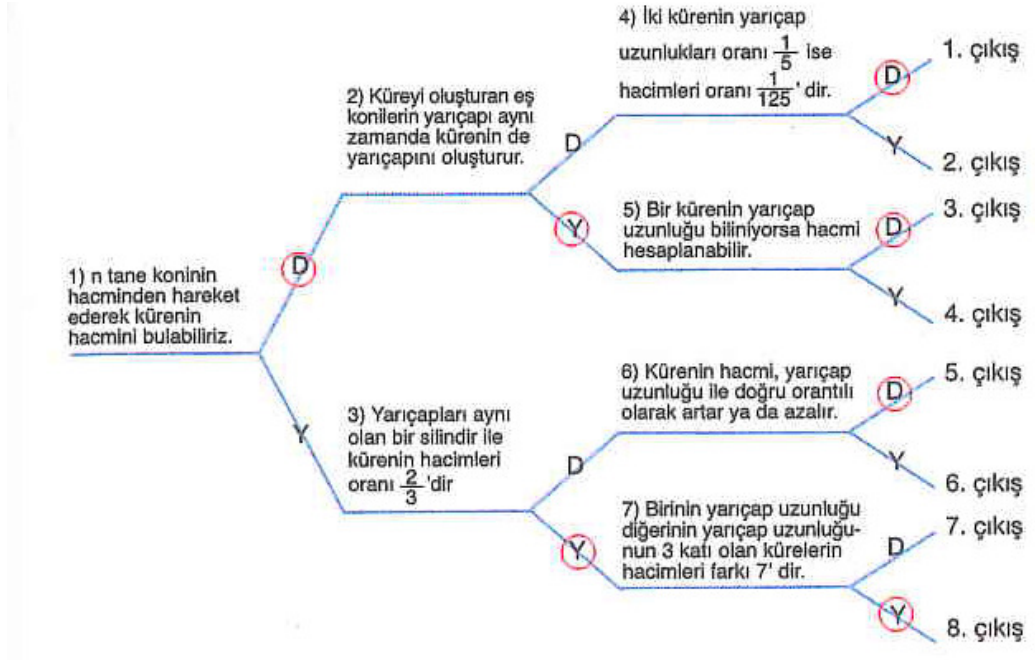 4) İki kürenin yarıçap
uzunlukları oranı 1/5 ise
hacimleri oranı 1/125' dir.
D
1. çıkış
Y
2. çıkış
2) Küreyi oluşturan eş
konilerin yarıçapı aynı
zamanda kürenin de
yarıçapını oluşturur.
D
Y
5) Bir kürenin yarıçap
uzunluğu biliniyorsa hacmi
hesaplanabilir.
D
3. çıkış
Y
4. çıkış
1) n tane koninin
hacminden hareket
ederek kürenin
hacmini bulabiliriz.
D
Y
6) Kürenin hacmi, yarıçap
uzunluğu ile doğru orantılı
olarak artar ya da azalır.
D
5. çıkış
Y
6. çıkış
3) Yarıçapları aynı
olan bir silindir ile
kürenin hacimleri
oranı 2/3 'dir
D
Y
7) Birinin yarıçap uzunluğu
diğerinin yarıçap uzunluğu-
nun 3 katı olan kürelerin
hacimleri farkı 7' dir.
D
7. çıkış
Y
8. çıkış